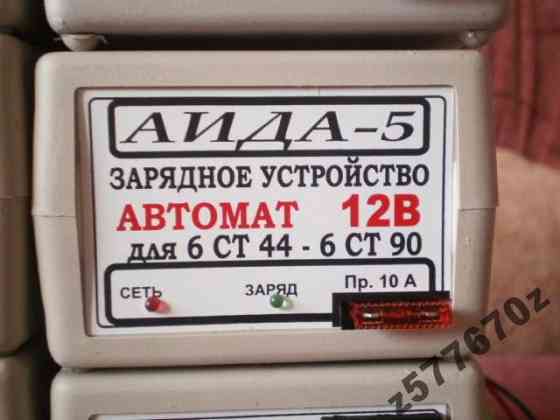 АИДА-5
ЗАРЯДНОЕ УСТРОЙСТВО
АВТОМАТ 12В
для 6 СТ 44 - 6 СТ 90
СЕТЬ ЗАРЯД Пр. 10 А
z577670z